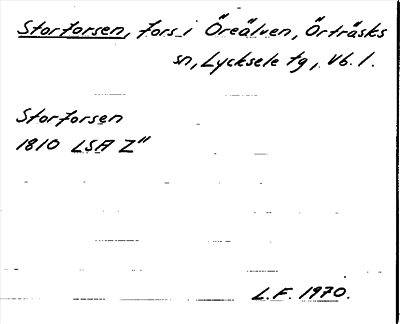 Storforsen, fors i Öreälven, Örträsks
sn, Lycksele tg, Vb. l.
Storforsen
1810 LSA Z"
L.F. 1970.